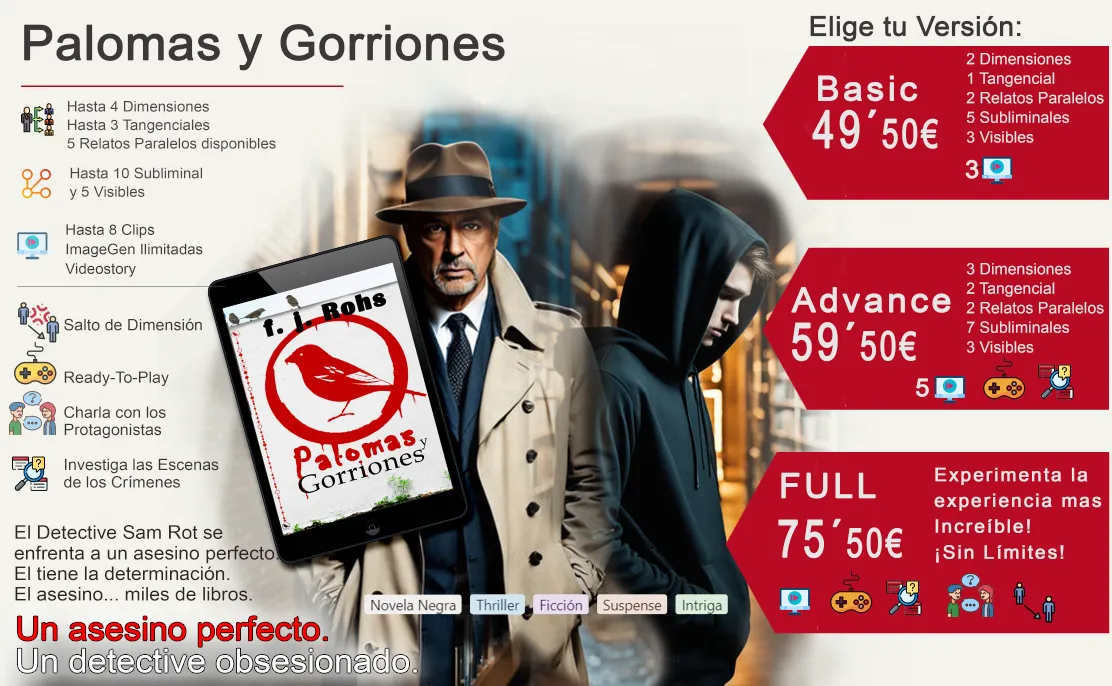 Palomas y Gorriones
Hasta 4 Dimensiones
Hasta 3 Tangenciales
5 Relatos Paralelos disponibles
Hasta 10 Subliminal
y 5 Visibles
Hasta 8 Clips
ImageGen Ilimitadas
Videostory
Salto de Dimensión
Ready-To-Play
Charla con los
Protagonistas
Investiga las Escenas
de los Crímenes
El Detective Sam Rot se
enfrenta a un asesino perfecto.
El tiene la determinación.
El asesino... miles de libros.
Un asesino perfecto.
Un detective obsesionado.
f. j. Rohs
Palomas y
Gorriones
Novela Negra
Thriller
Ficción
Suspense
Intriga
Elige tu Versión:
Basic
49´50€
2 Dimensiones
1 Tangencial
2 Relatos Paralelos
5 Subliminales
3 Visibles
3
Advance
59´50€
3 Dimensiones
2 Tangencial
2 Relatos Paralelos
7 Subliminales
3 Visibles
5
FULL
75´50€
Experimenta la
experiencia mas
Increíble!
¡Sin Límites!